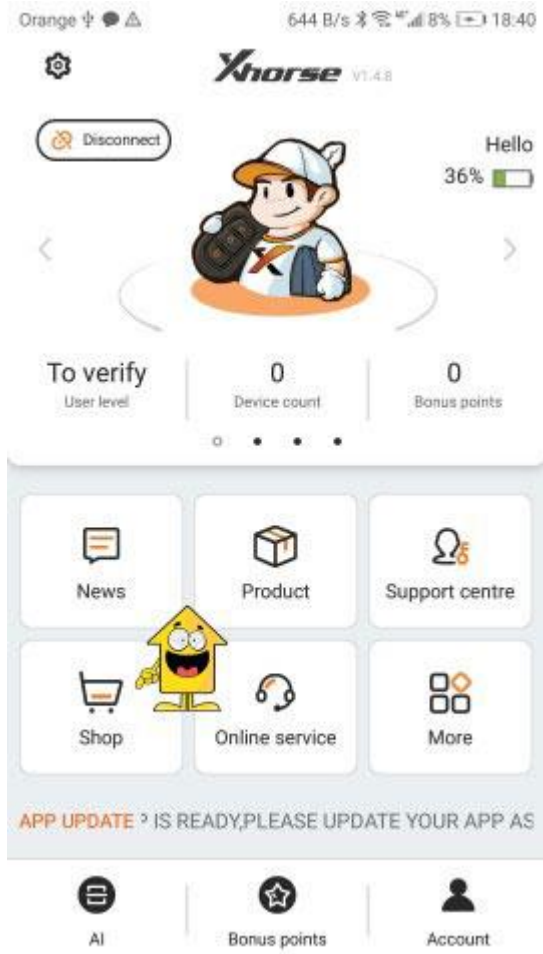 Orange 644 B/s 8% 18:40
Xhorse V1.4.8
Disconnect
Hello
36%
To verify 0 0
User level Device count Bonus points
News Product Support centre
Shop Online service More
APP UPDATE IS READY,PLEASE UPDATE YOUR APP AS
AI Bonus points Account